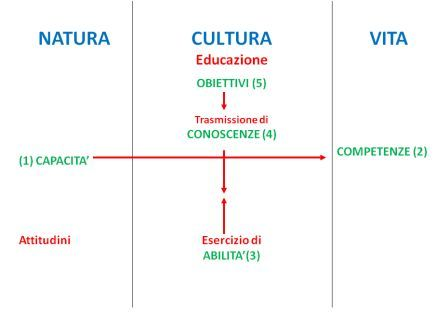 NATURA
CULTURA
VITA
Educazione
OBIETTIVI (5)
Trasmissione di
CONOSCENZE (4)
(1) CAPACITA’
COMPETENZE (2)
Attitudini
Esercizio di
ABILITA’(3)